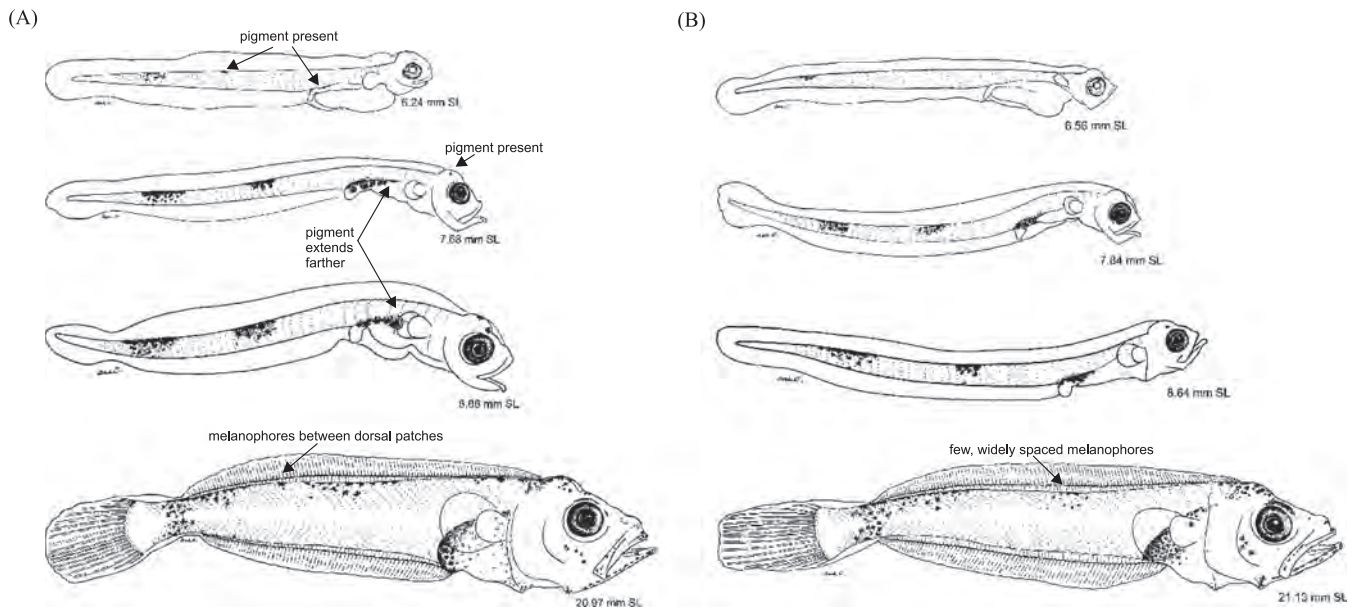 (A)
pigment present
6.24 mm SL
pigment present
7.68 mm SL
pigment
extends
farther
8.68 mm SL
melanophores between dorsal patches
20.97 mm SL
(B)
6.56 mm SL
7.84 mm SL
8.64 mm SL
few, widely spaced melanophores
21.13 mm SL